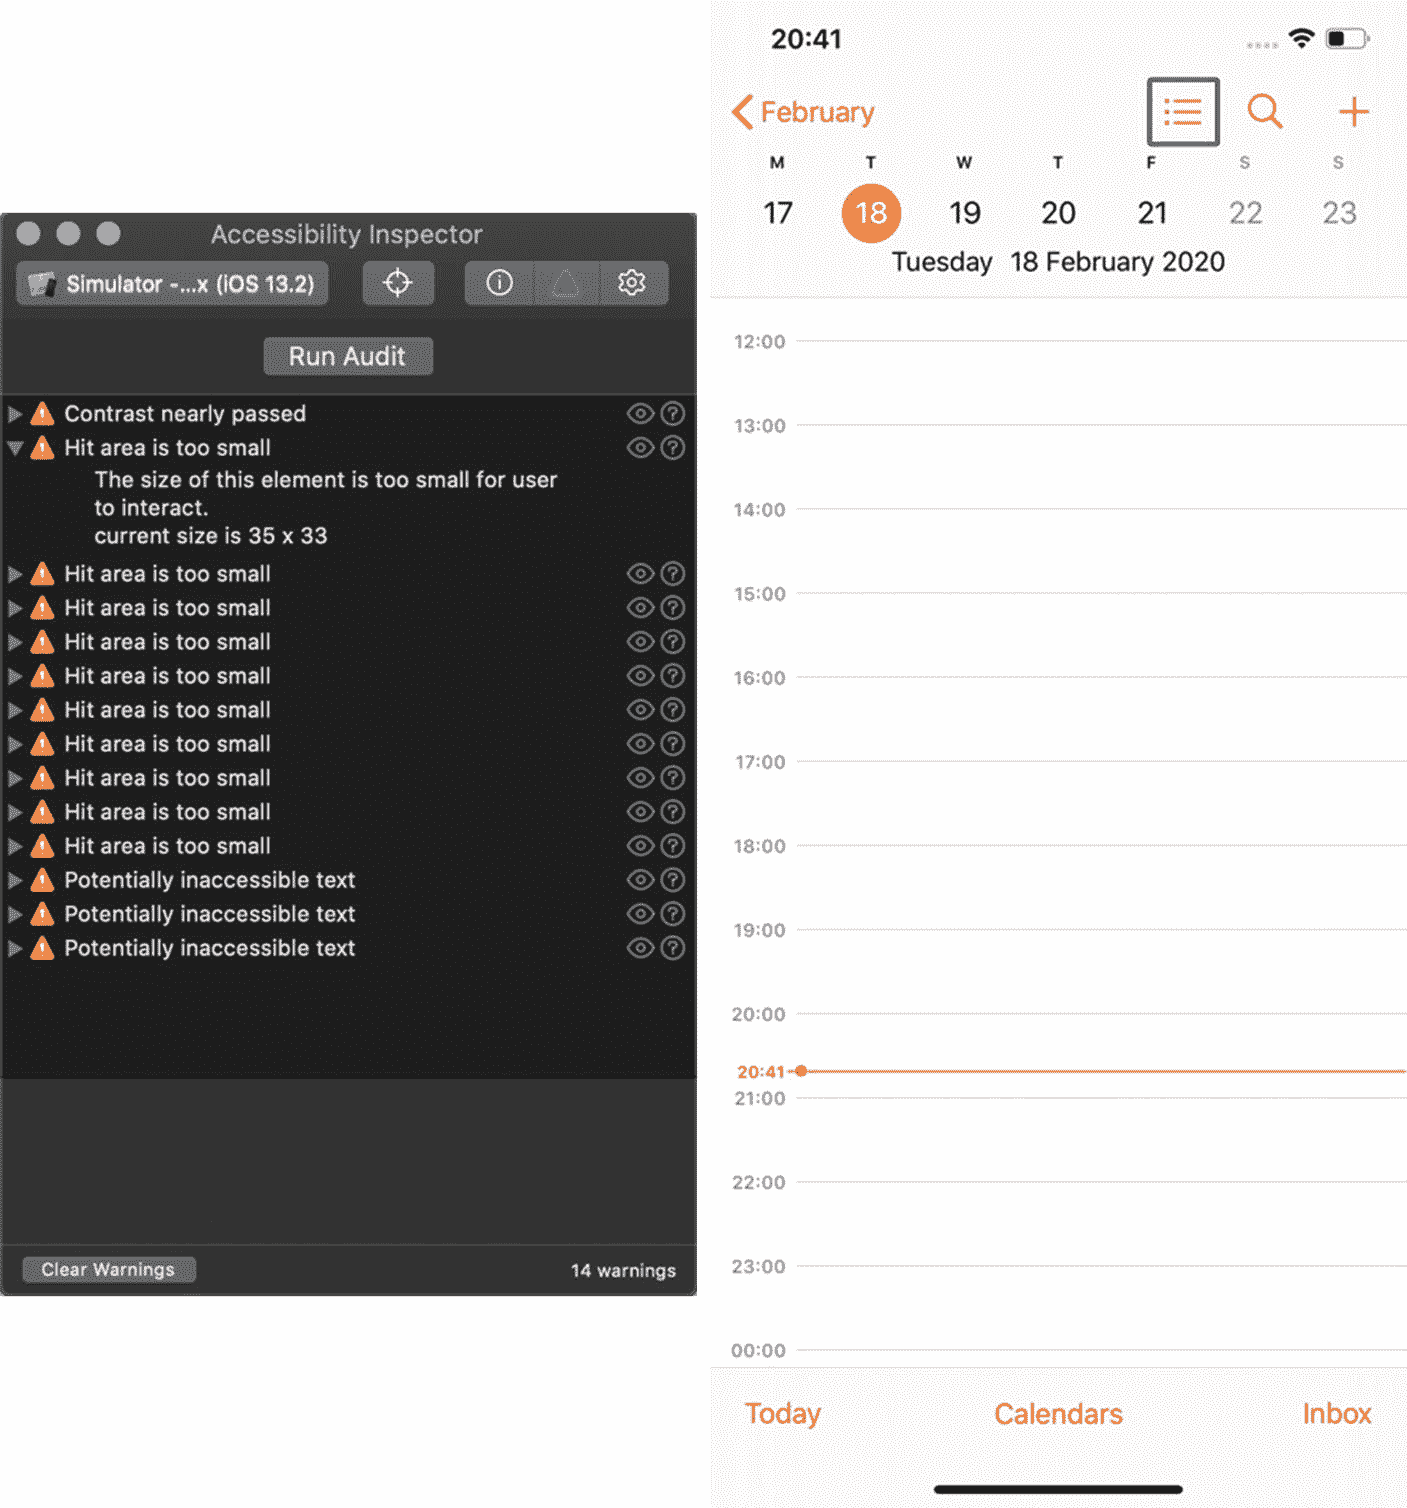 Accessibility Inspector
Simulator -...x (iOS 13.2)
Run Audit
Contrast nearly passed
Hit area is too small
The size of this element is too small for user
to interact.
current size is 35 x 33
Hit area is too small
Hit area is too small
Hit area is too small
Hit area is too small
Hit area is too small
Hit area is too small
Hit area is too small
Hit area is too small
Hit area is too small
Potentially inaccessible text
Potentially inaccessible text
Potentially inaccessible text
Clear Warnings 14 warnings
20:41
February
M T W T F S S
17 18 19 20 21 22 23
Tuesday 18 February 2020
12:00
13:00
14:00
15:00
16:00
17:00
18:00
19:00
20:00
20:41
21:00
22:00
23:00
00:00
Today Calendars Inbox